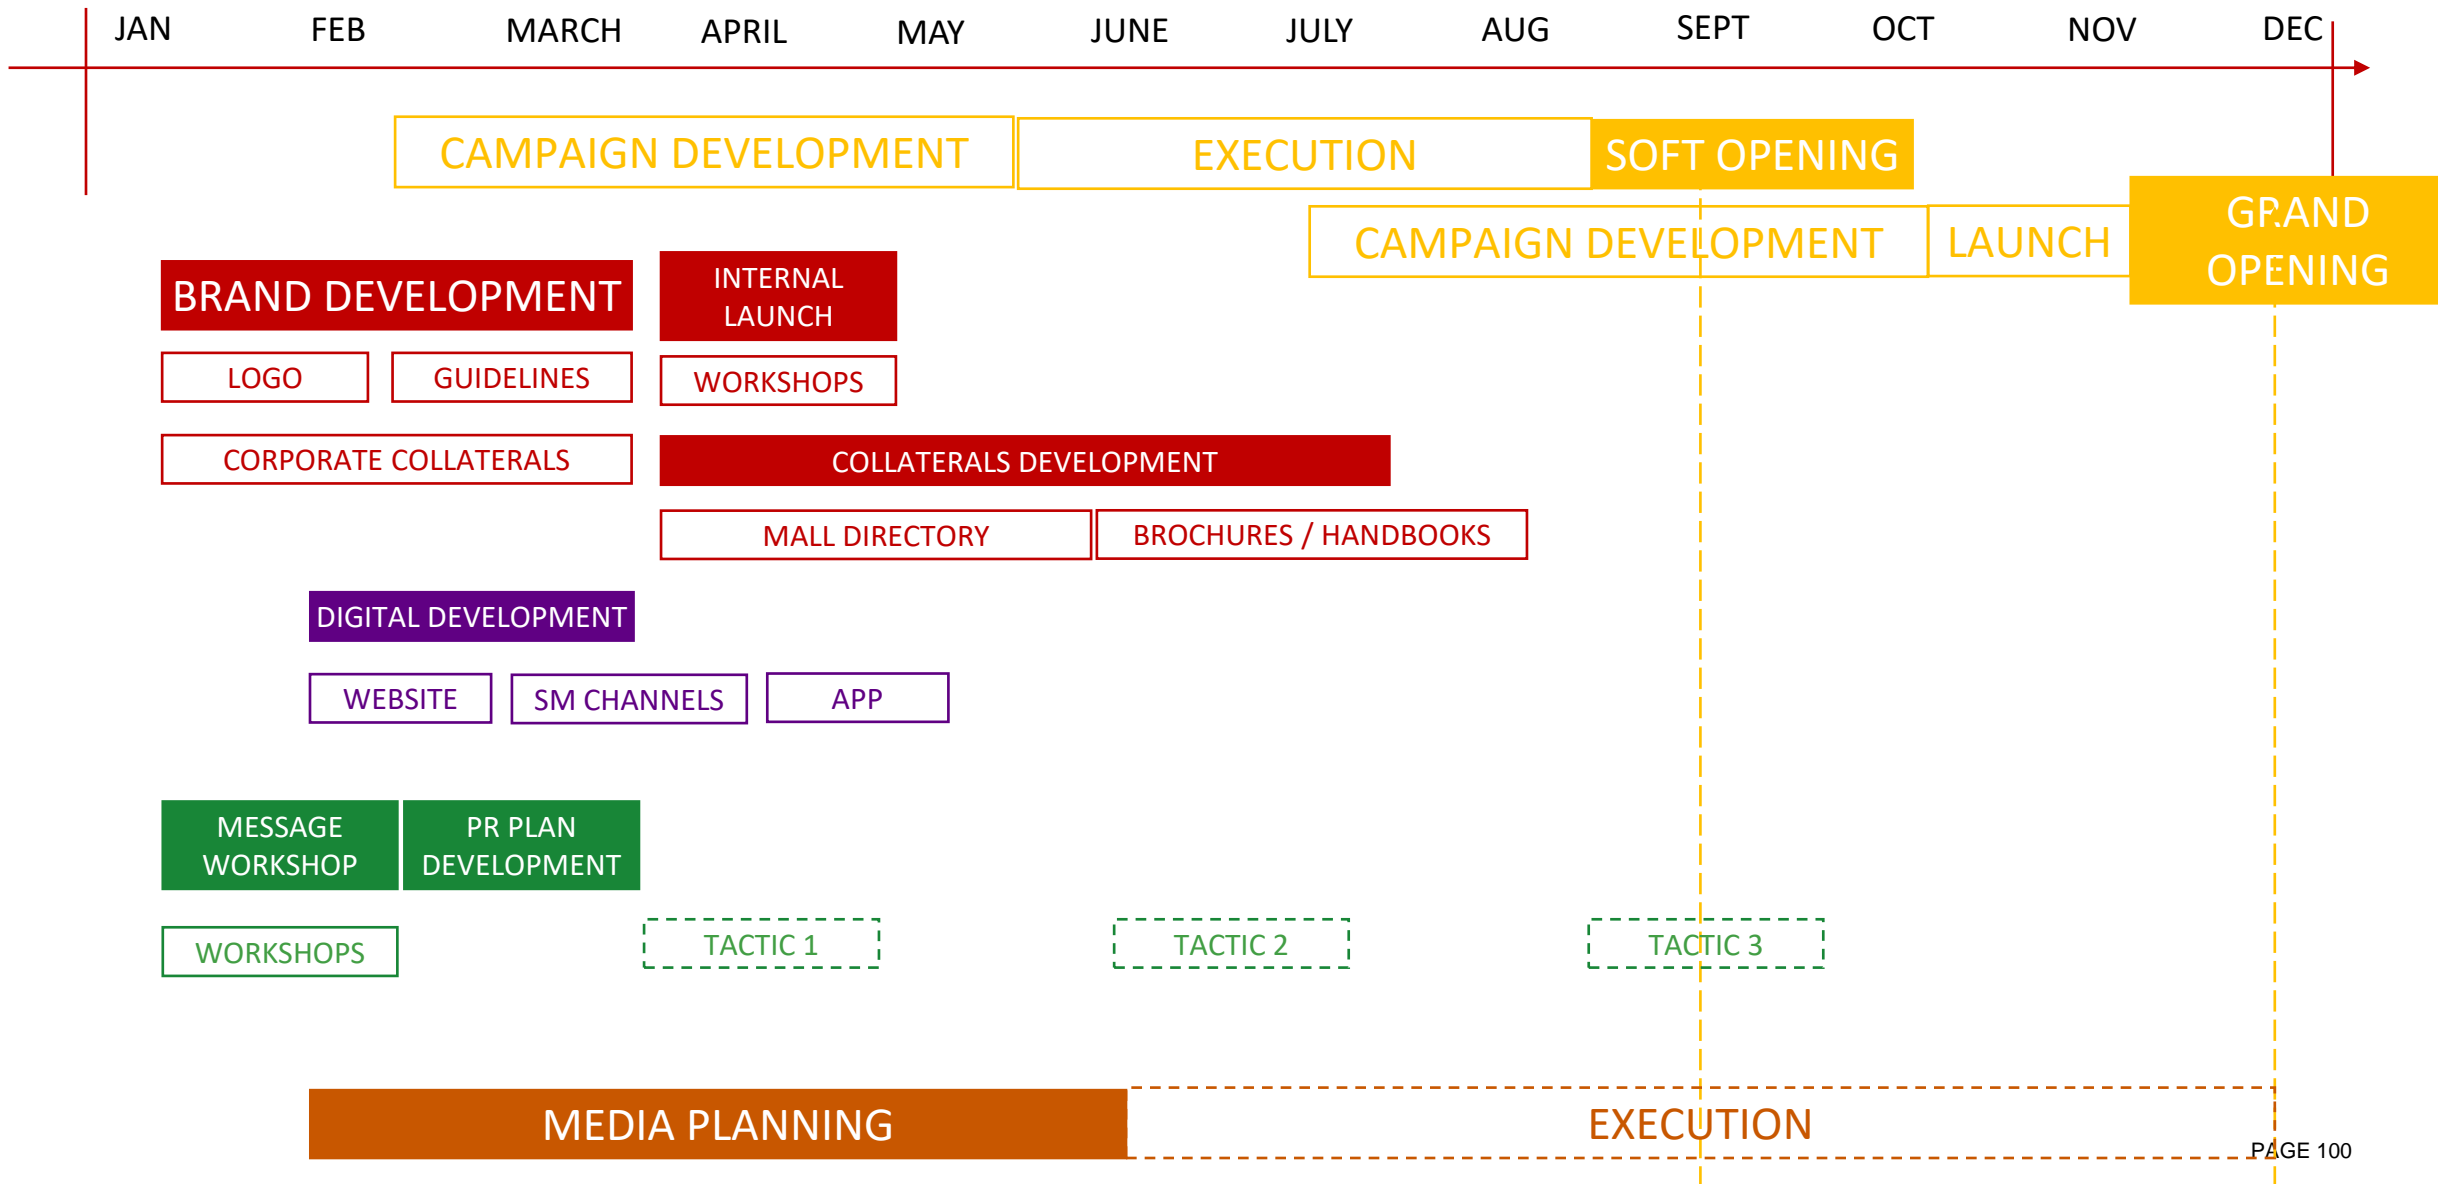 JAN FEB MARCH APRIL MAY JUNE JULY AUG SEPT OCT NOV DEC
CAMPAIGN DEVELOPMENT EXECUTION SOFT OPENING
CAMPAIGN DEVELOPMENT LAUNCH
GRAND
OPENING
BRAND DEVELOPMENT
INTERNAL
LAUNCH
LOGO GUIDELINES WORKSHOPS
CORPORATE COLLATERALS COLLATERALS DEVELOPMENT
MALL DIRECTORY BROCHURES / HANDBOOKS
DIGITAL DEVELOPMENT
WEBSITE SM CHANNELS APP
MESSAGE
WORKSHOP
PR PLAN
DEVELOPMENT
WORKSHOPS TACTIC 1 TACTIC 2 TACTIC 3
MEDIA PLANNING EXECUTION
PAGE 100